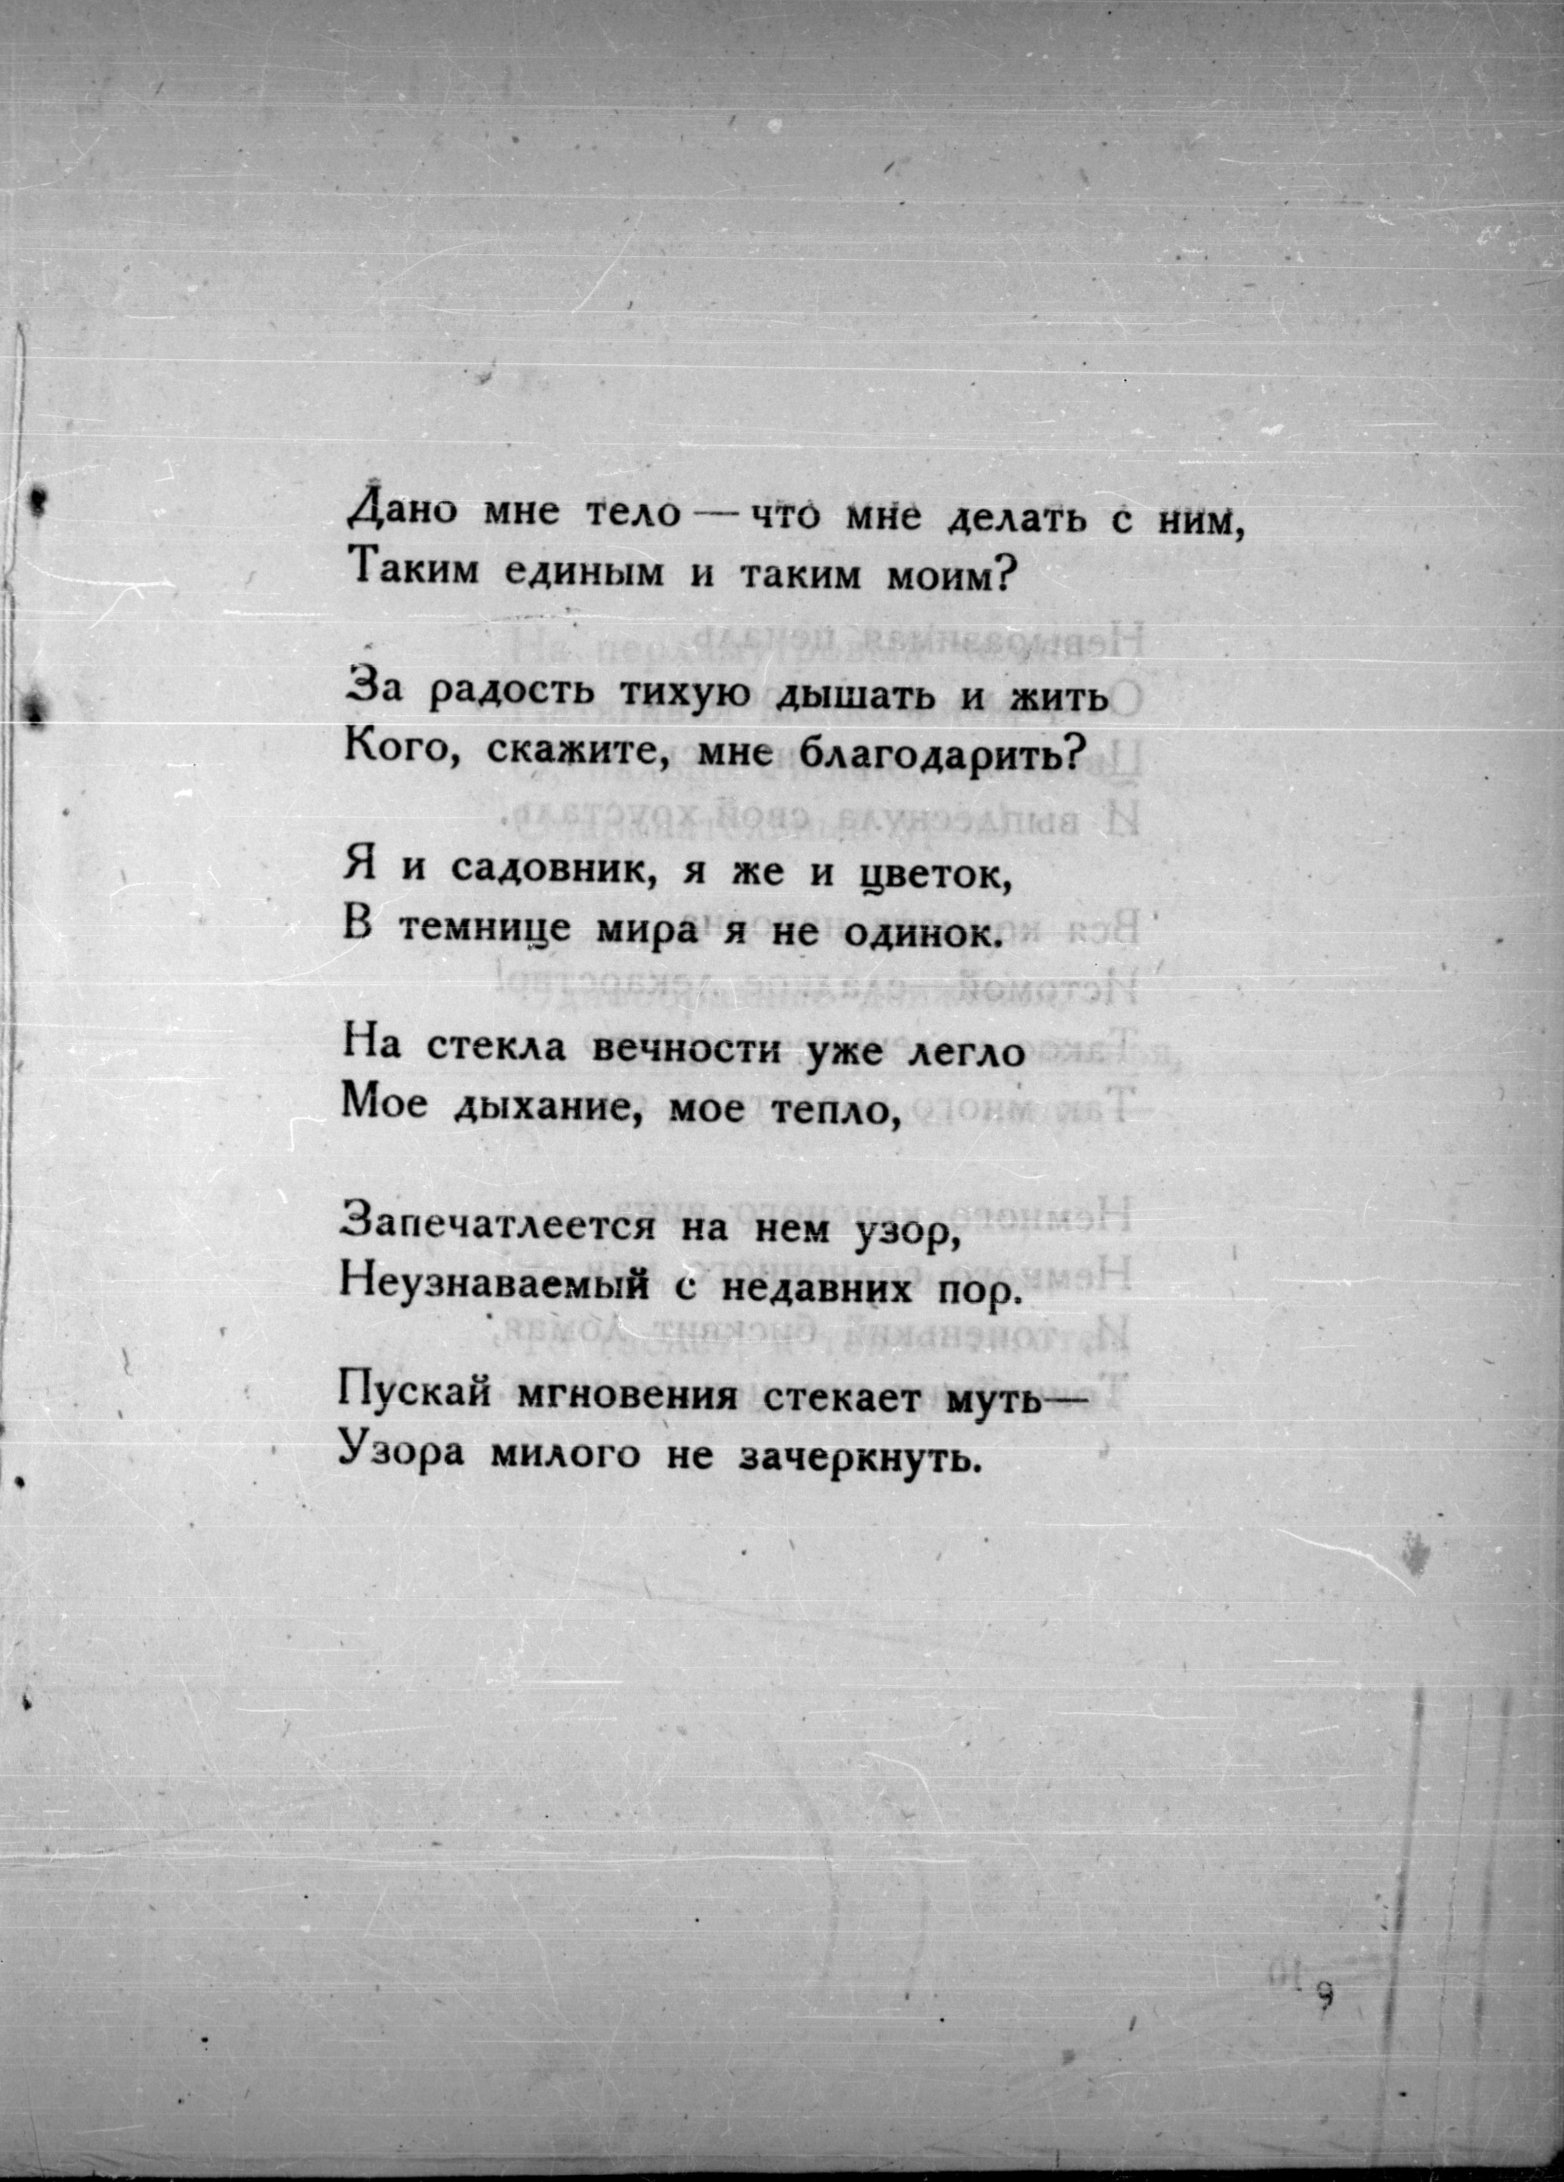 Дано мне тело — что мне делать с ним,
Таким единым и таким моим?
За радость тихую дышать и жить
Кого, скажите, мне благодарить?
Я и садовник, я же и цветок,
В темнице мира я не одинок.
На стекла вечности уже легло
Мое дыхание, мое тепло,
Запечатлеется на нем узор,
Неузнаваемый с недавних пор.
Пускай мгновения стекает муть—
Узора милого не зачеркнуть.
9